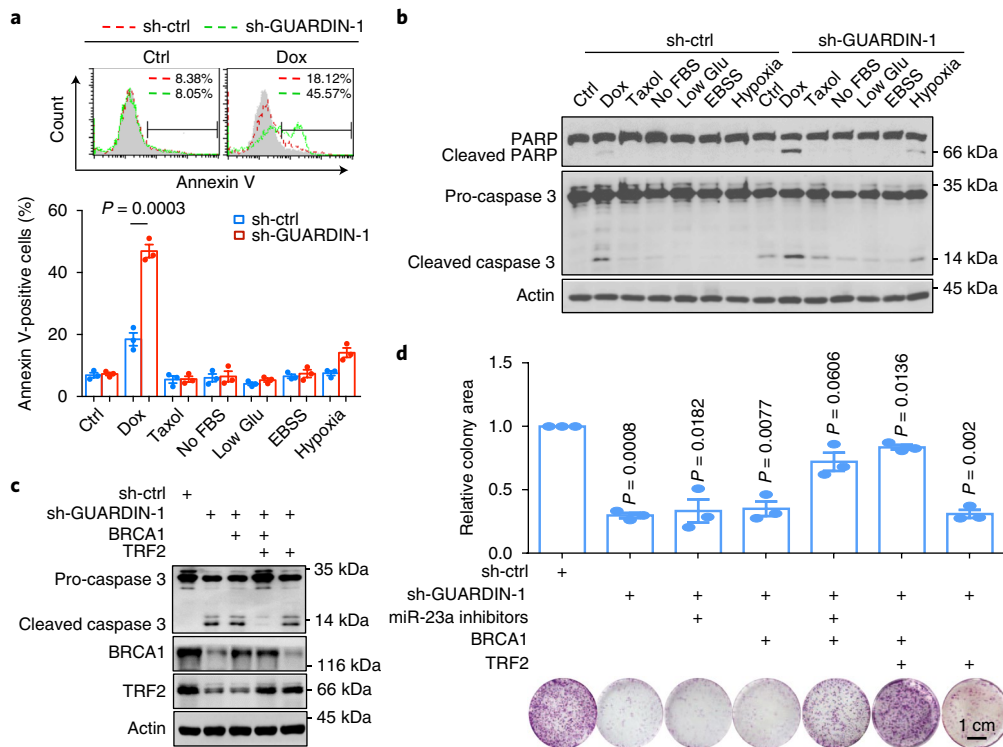 a
sh-ctrl sh-GUARDIN-1
Ctrl Dox
8.38% 18.12%
8.05% 45.57%
Count
Annexin V
P = 0.0003
sh-ctrl
sh-GUARDIN-1
Annexin V-positive cells (%)
60
40
20
0
Ctrl Dox Taxol No FBS Low Glu EBSS Hypoxia
b
sh-ctrl sh-GUARDIN-1
Ctrl Dox Taxol No FBS Low Glu EBSS Hypoxia Ctrl Dox Taxol No FBS Low Glu EBSS Hypoxia
PARP
Cleaved PARP 66 kDa
35 kDa
Pro-caspase 3
Cleaved caspase 3 14 kDa
45 kDa
Actin
c
sh-ctrl +
sh-GUARDIN-1 + + + +
BRCA1 + +
TRF2 + +
35 kDa
Pro-caspase 3
Cleaved caspase 3 14 kDa
BRCA1
116 kDa
TRF2 66 kDa
45 kDa
Actin
d
Relative colony area
1.5
1.0
0.5
0.0
P = 0.0008
P = 0.0182
P = 0.0077
P = 0.0606
P = 0.0136
P = 0.002
sh-ctrl +
sh-GUARDIN-1 + + + + + +
miR-23a inhibitors + +
BRCA1 + + +
TRF2 + +
1 cm